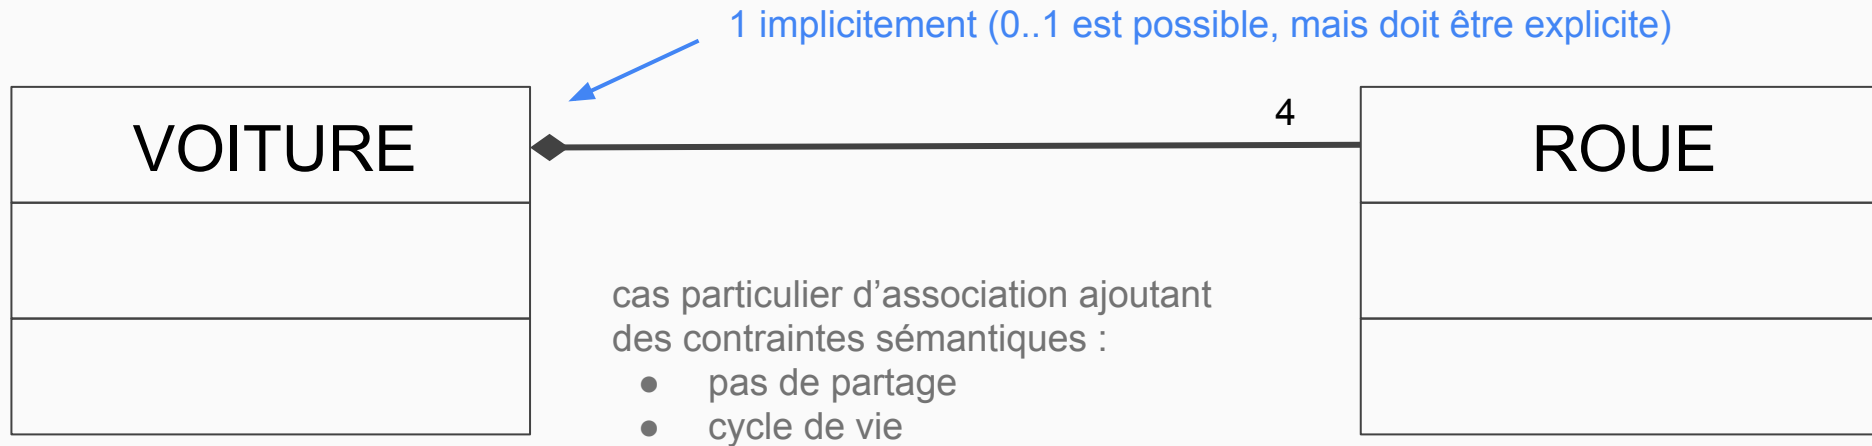 1 implicitement (0..1 est possible, mais doit être explicite)
VOITURE
4
ROUE
cas particulier d’association ajoutant
des contraintes sémantiques :
● pas de partage
● cycle de vie